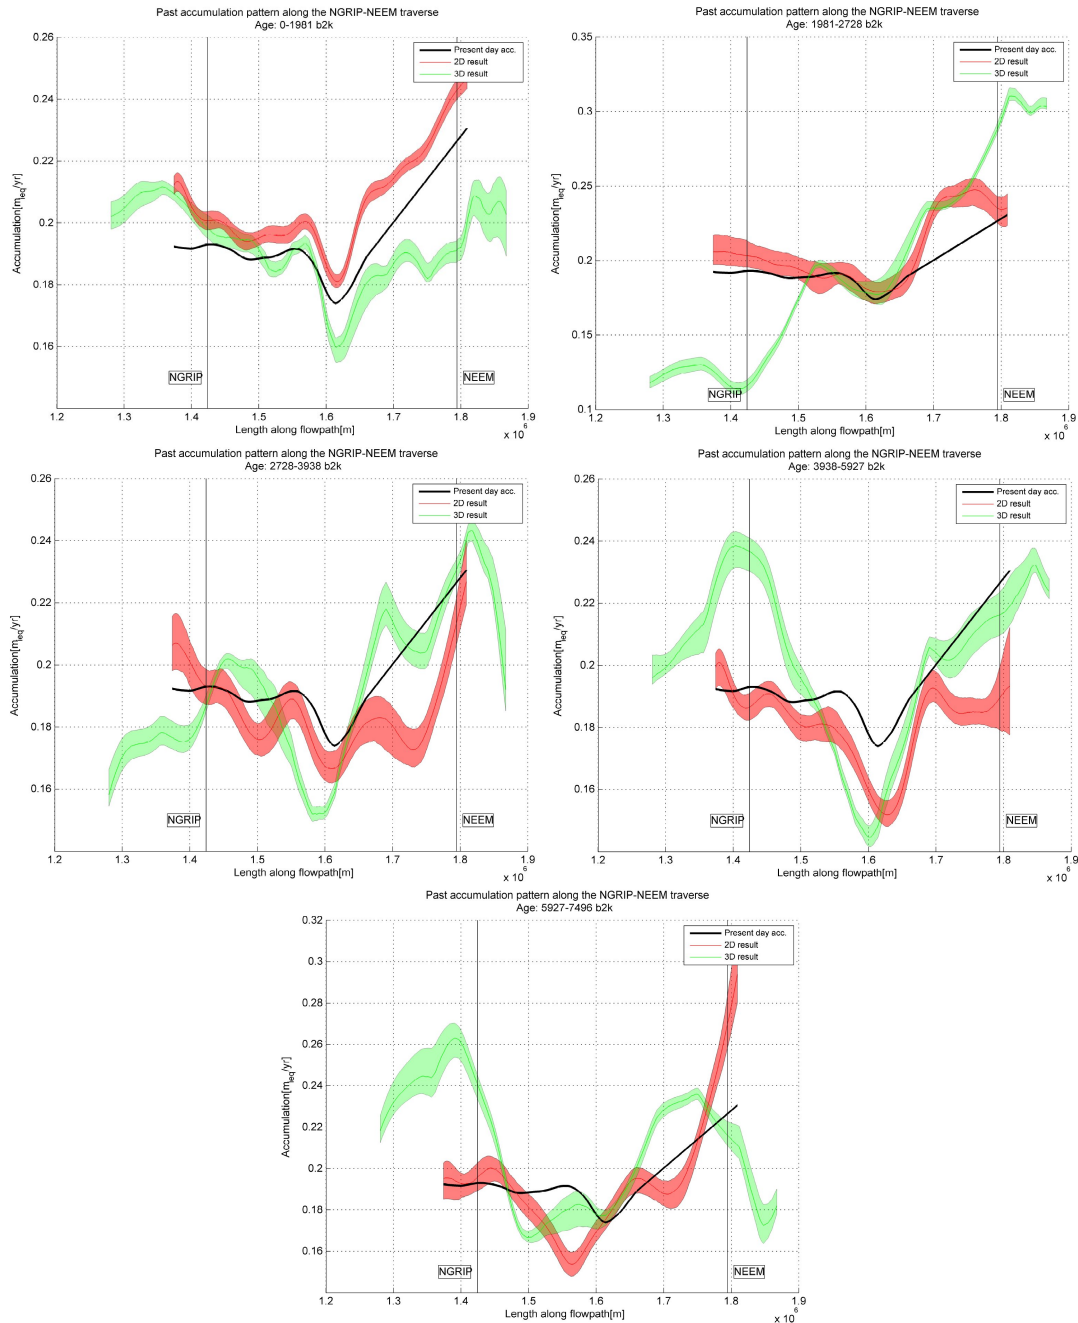 Past accumulation pattern along the NGRIP-NEEM traverse
Age: 0-1981 b2k
Accumulation[m_ieq/yr]
0.26
0.24
0.22
0.2
0.18
0.16
Present day acc.
2D result
3D result
NGRIP
NEEM
1.2 1.3 1.4 1.5 1.6 1.7 1.8 1.9
Length along flowpath[m]
x 10^6
Past accumulation pattern along the NGRIP-NEEM traverse
Age: 1981-2728 b2k
Accumulation[m_ieq/yr]
0.35
0.3
0.25
0.2
0.15
0.1
Present day acc.
2D result
3D result
NGRIP
NEEM
1.2 1.3 1.4 1.5 1.6 1.7 1.8 1.9
Length along flowpath[m]
x 10^6
Past accumulation pattern along the NGRIP-NEEM traverse
Age: 2728-3938 b2k
Accumulation[m_ieq/yr]
0.26
0.24
0.22
0.2
0.18
0.16
Present day acc.
2D result
3D result
NGRIP
NEEM
1.2 1.3 1.4 1.5 1.6 1.7 1.8 1.9
Length along flowpath[m]
x 10^6
Past accumulation pattern along the NGRIP-NEEM traverse
Age: 3938-5927 b2k
Accumulation[m_ieq/yr]
0.26
0.24
0.22
0.2
0.18
0.16
Present day acc.
2D result
3D result
NGRIP
NEEM
1.2 1.3 1.4 1.5 1.6 1.7 1.8 1.9
Length along flowpath[m]
x 10^6
Past accumulation pattern along the NGRIP-NEEM traverse
Age: 5927-7496 b2k
Accumulation[m_ieq/yr]
0.32
0.3
0.28
0.26
0.24
0.22
0.2
0.18
0.16
Present day acc.
2D result
3D result
NGRIP
NEEM
1.2 1.3 1.4 1.5 1.6 1.7 1.8 1.9
Length along flowpath[m]
x 10^6